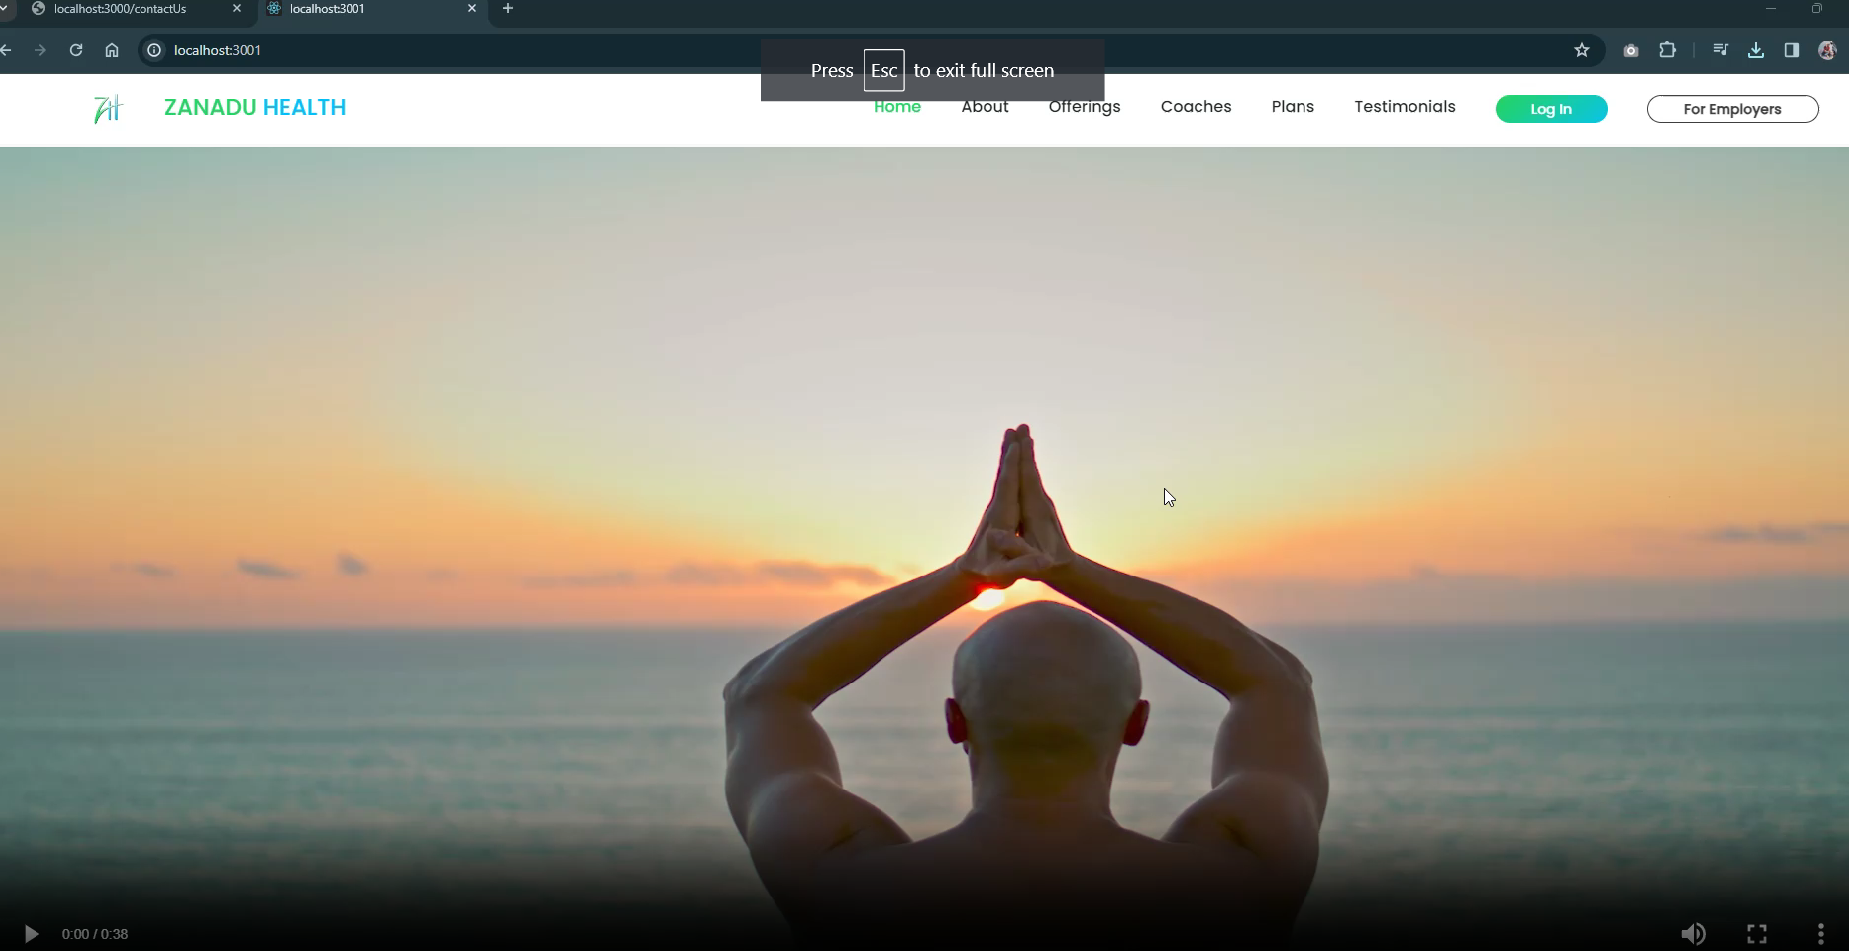 localhost:3000/contactUs
localhost:3001
localhost:3001
Press Esc to exit full screen
ZH ZANADU HEALTH
Home About Offerings Coaches Plans Testimonials Log In For Employers
0:00 / 0:38